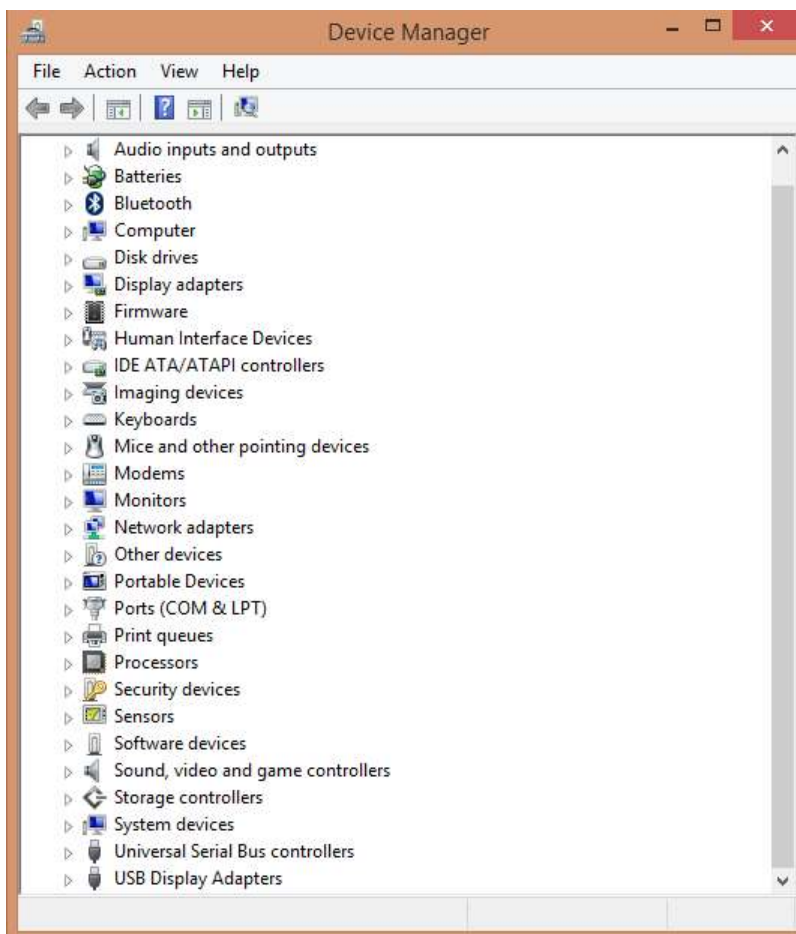 Device Manager
File Action View Help
Audio inputs and outputs
Batteries
Bluetooth
Computer
Disk drives
Display adapters
Firmware
Human Interface Devices
IDE ATA/ATAPI controllers
Imaging devices
Keyboards
Mice and other pointing devices
Modems
Monitors
Network adapters
Other devices
Portable Devices
Ports (COM & LPT)
Print queues
Processors
Security devices
Sensors
Software devices
Sound, video and game controllers
Storage controllers
System devices
Universal Serial Bus controllers
USB Display Adapters